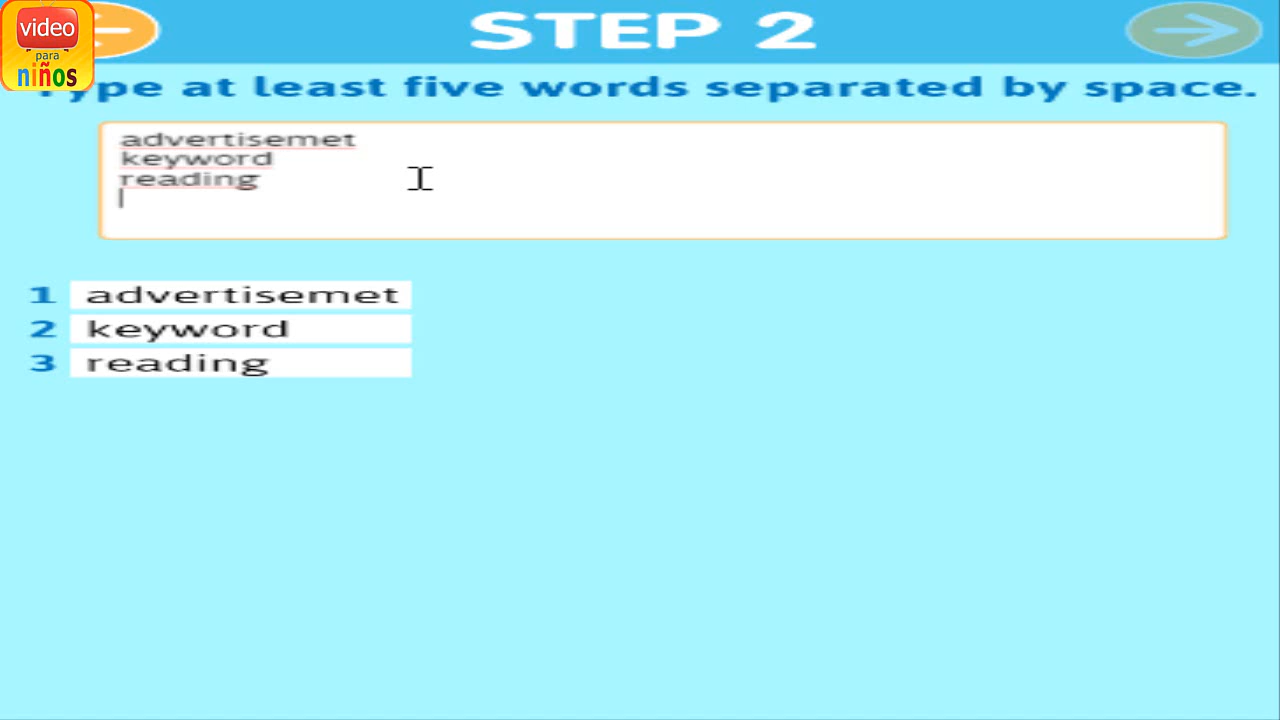 video
para
niños
STEP 2
Type at least five words separated by space.
advertisemet
keyword
reading
1 advertisemet
2 keyword
3 reading